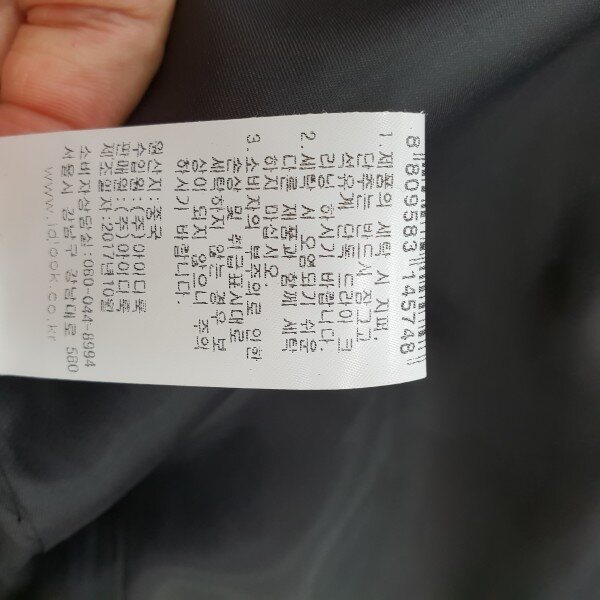 8 809583 145748
1. 제품의 세탁 시 지퍼,
단추는 반드시 잠그고
석유계 단독 드라이 크
리닝 하시기 바랍니다.
2. 세탁 시 오염되기 쉬운
다른 제품과 함께 세탁
하지 마십시오.
3. 소비자의 부주의로 인한
손상 및 취급표시대로
세탁하지 않는 경우 보
상이 되지 않으니 주의
하시기 바랍니다.
원산지:중국
수입원:(주)아이디룩
판매원:(주)아이디룩
제조일자:2017년10월
소비자상담실:080-044-8994
서울시 강남구 강남대로 560
www.idlook.co.kr